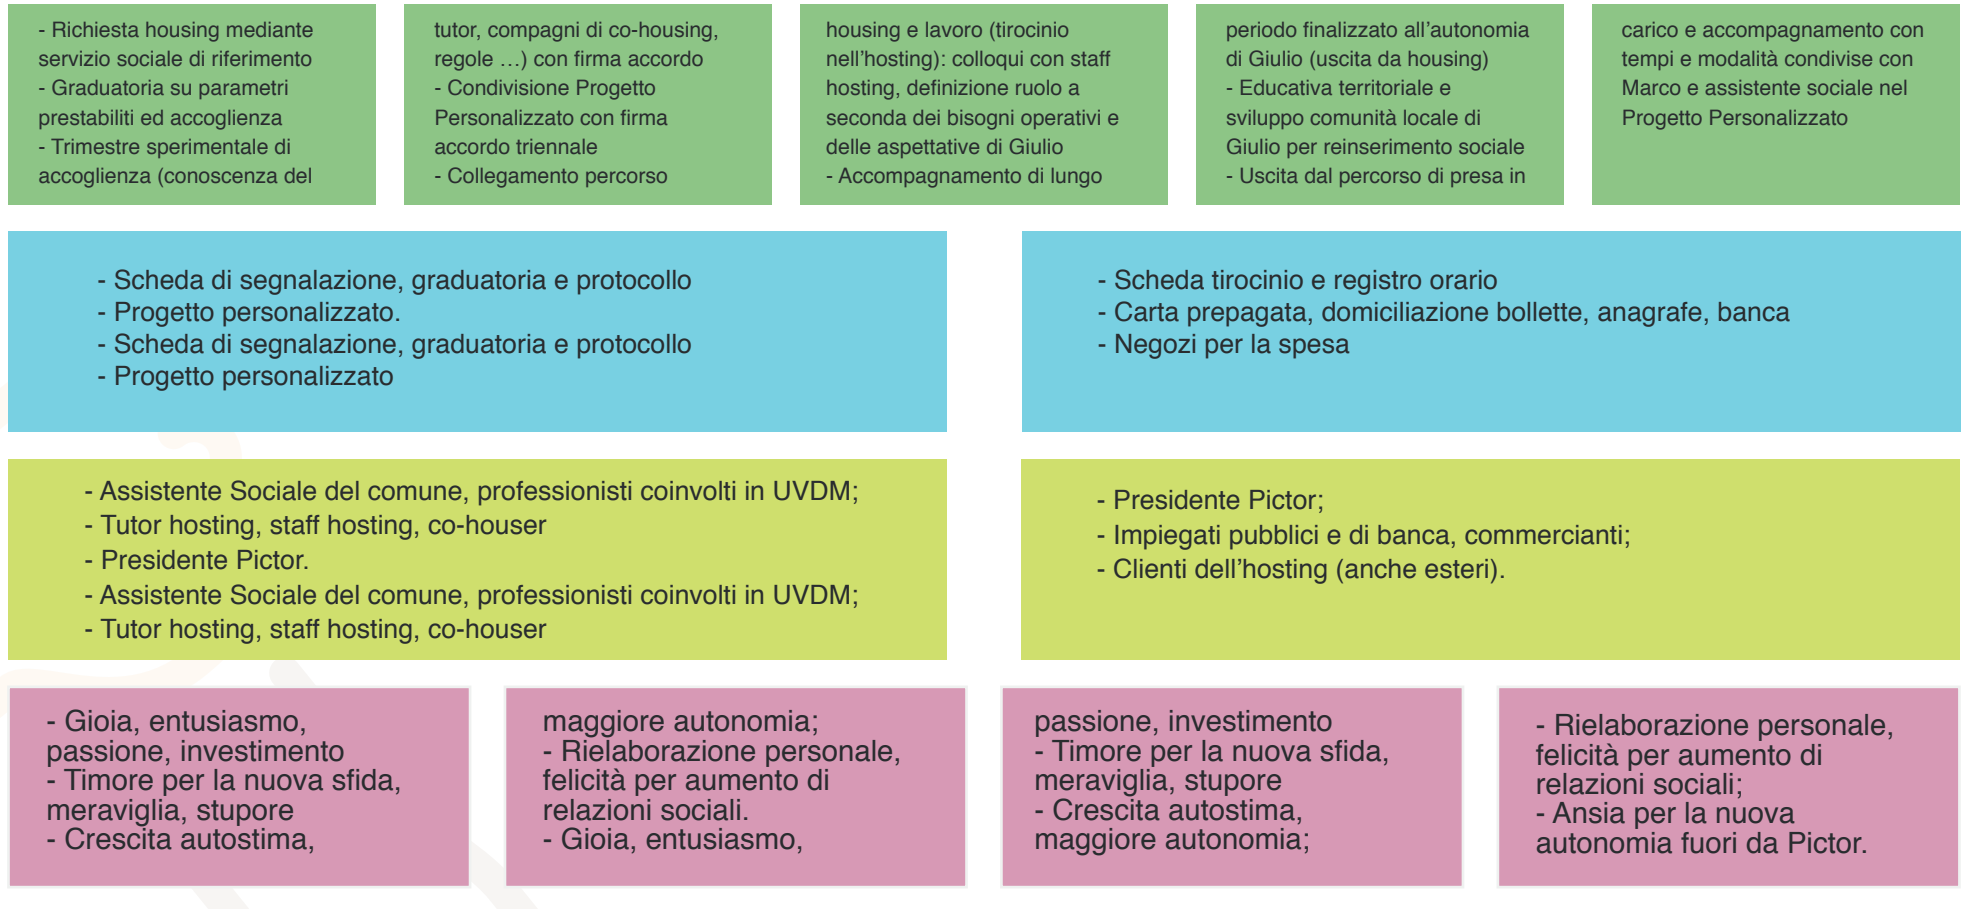 - Richiesta housing mediante
servizio sociale di riferimento
- Graduatoria su parametri
prestabiliti ed accoglienza
- Trimestre sperimentale di
accoglienza (conoscenza del
tutor, compagni di co-housing,
regole …) con firma accordo
- Condivisione Progetto
Personalizzato con firma
accordo triennale
- Collegamento percorso
housing e lavoro (tirocinio
nell’hosting): colloqui con staff
hosting, definizione ruolo a
seconda dei bisogni operativi e
delle aspettative di Giulio
- Accompagnamento di lungo
periodo finalizzato all’autonomia
di Giulio (uscita da housing)
- Educativa territoriale e
sviluppo comunità locale di
Giulio per reinserimento sociale
- Uscita dal percorso di presa in
carico e accompagnamento con
tempi e modalità condivise con
Marco e assistente sociale nel
Progetto Personalizzato
- Scheda di segnalazione, graduatoria e protocollo
- Progetto personalizzato.
- Scheda di segnalazione, graduatoria e protocollo
- Progetto personalizzato
- Scheda tirocinio e registro orario
- Carta prepagata, domiciliazione bollette, anagrafe, banca
- Negozi per la spesa
- Assistente Sociale del comune, professionisti coinvolti in UVDM;
- Tutor hosting, staff hosting, co-houser
- Presidente Pictor.
- Assistente Sociale del comune, professionisti coinvolti in UVDM;
- Tutor hosting, staff hosting, co-houser
- Presidente Pictor;
- Impiegati pubblici e di banca, commercianti;
- Clienti dell’hosting (anche esteri).
- Gioia, entusiasmo,
passione, investimento
- Timore per la nuova sfida,
meraviglia, stupore
- Crescita autostima,
maggiore autonomia;
- Rielaborazione personale,
felicità per aumento di
relazioni sociali.
- Gioia, entusiasmo,
passione, investimento
- Timore per la nuova sfida,
meraviglia, stupore
- Crescita autostima,
maggiore autonomia;
- Rielaborazione personale,
felicità per aumento di
relazioni sociali;
- Ansia per la nuova
autonomia fuori da Pictor.